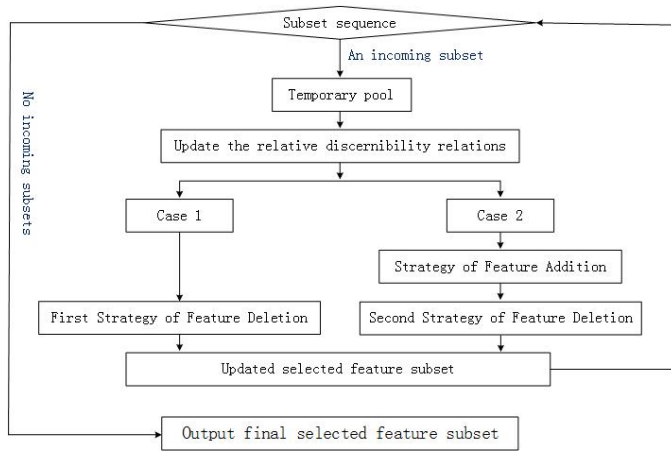 Subset sequence
An incoming subset
No incoming subsets
Temporary pool
Update the relative discernibility relations
Case 1
Case 2
Strategy of Feature Addition
First Strategy of Feature Deletion
Second Strategy of Feature Deletion
Updated selected feature subset
Output final selected feature subset